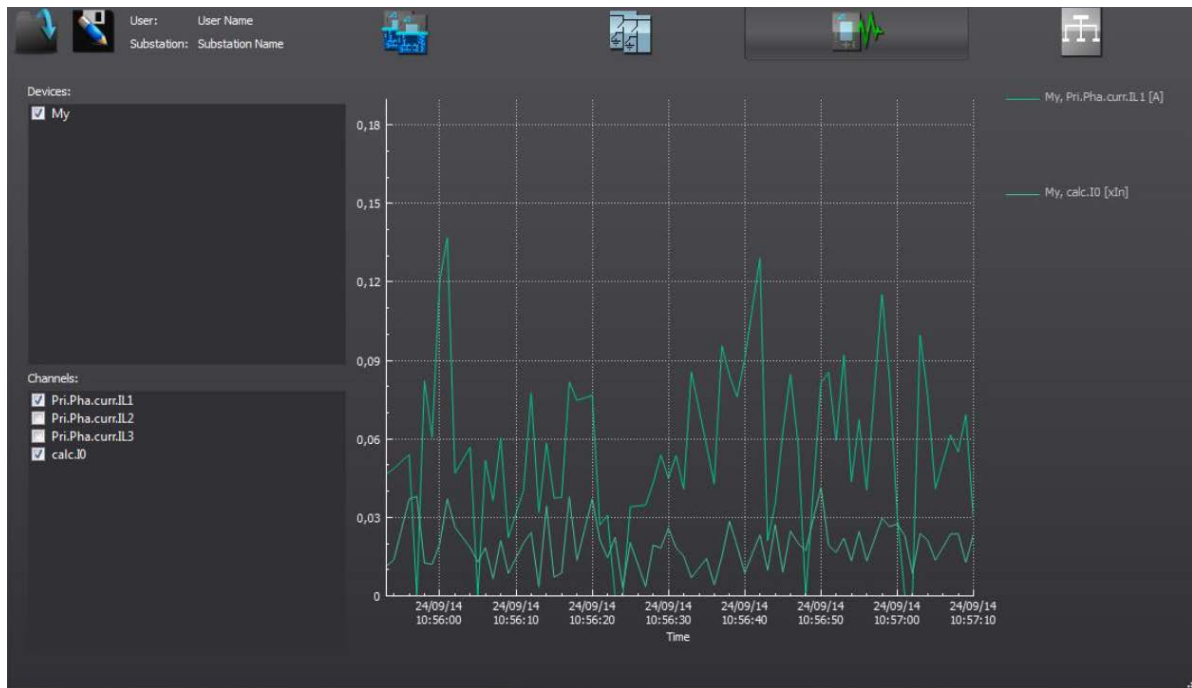 User: User Name
Substation: Substation Name
Devices:
My
Channels:
Pri.Pha.curr.IL1
Pri.Pha.curr.IL2
Pri.Pha.curr.IL3
calc.I0
0,18
0,15
0,12
0,09
0,06
0,03
0
24/09/14 24/09/14 24/09/14 24/09/14 24/09/14 24/09/14 24/09/14 24/09/14
10:56:00 10:56:10 10:56:20 10:56:30 10:56:40 10:56:50 10:57:00 10:57:10
Time
My, Pri.Pha.curr.IL1 [A]
My, calc.I0 [xIn]